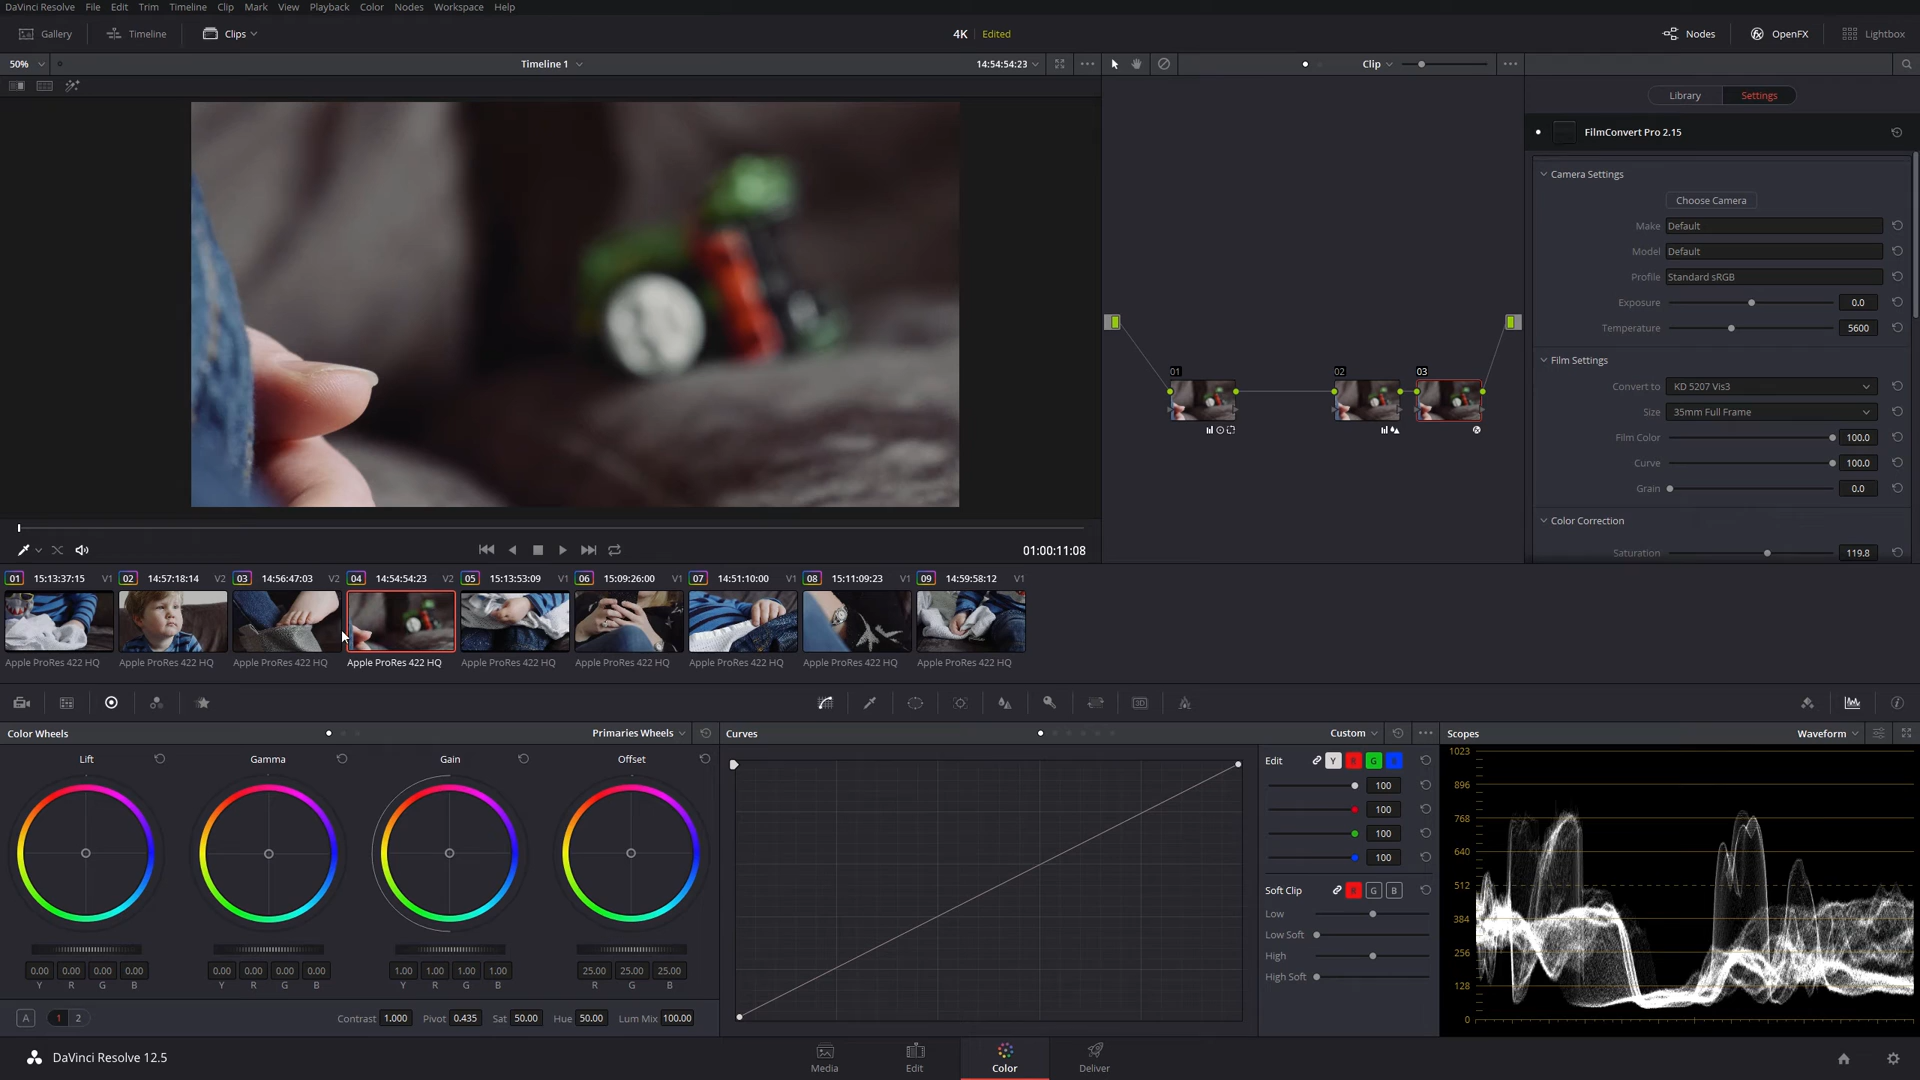 DaVinci Resolve File Edit Trim Timeline Clip Mark View Playback Color Nodes Workspace Help
Gallery Timeline Clips 4K Edited Nodes OpenFX Lightbox
50% Timeline 1 14:54:54:23 Clip
Library Settings
FilmConvert Pro 2.15
Camera Settings
Choose Camera
Make Default
Model Default
Profile Standard sRGB
Exposure 0.0
Temperature 5600
Film Settings
Convert to KD 5207 Vis3
Size 35mm Full Frame
Film Color 100.0
Curve 100.0
Grain 0.0
Color Correction
Saturation 119.8
01 02 03
01:00:11:08
01 15:13:37:15 V1 02 14:57:18:14 V2 03 14:56:47:03 V2 04 14:54:54:23 V2 05 15:13:53:09 V1 06 15:09:26:00 V1 07 14:51:10:00 V1 08 15:11:09:23 V1 09 14:59:58:12 V1
Apple ProRes 422 HQ Apple ProRes 422 HQ Apple ProRes 422 HQ Apple ProRes 422 HQ Apple ProRes 422 HQ Apple ProRes 422 HQ Apple ProRes 422 HQ Apple ProRes 422 HQ Apple ProRes 422 HQ
Color Wheels Primaries Wheels
Lift Gamma Gain Offset
0.00 0.00 0.00 0.00 0.00 0.00 0.00 0.00 1.00 1.00 1.00 1.00 25.00 25.00 25.00
Y R G B Y R G B Y R G B R G B
A 1 2 Contrast 1.000 Pivot 0.435 Sat 50.00 Hue 50.00 Lum Mix 100.00
Curves Custom
Edit Y R G B
100
100
100
100
Soft Clip R G B
Low
Low Soft
High
High Soft
Scopes Waveform
1023
896
768
640
512
384
256
128
0
3D
DaVinci Resolve 12.5 Media Edit Color Deliver